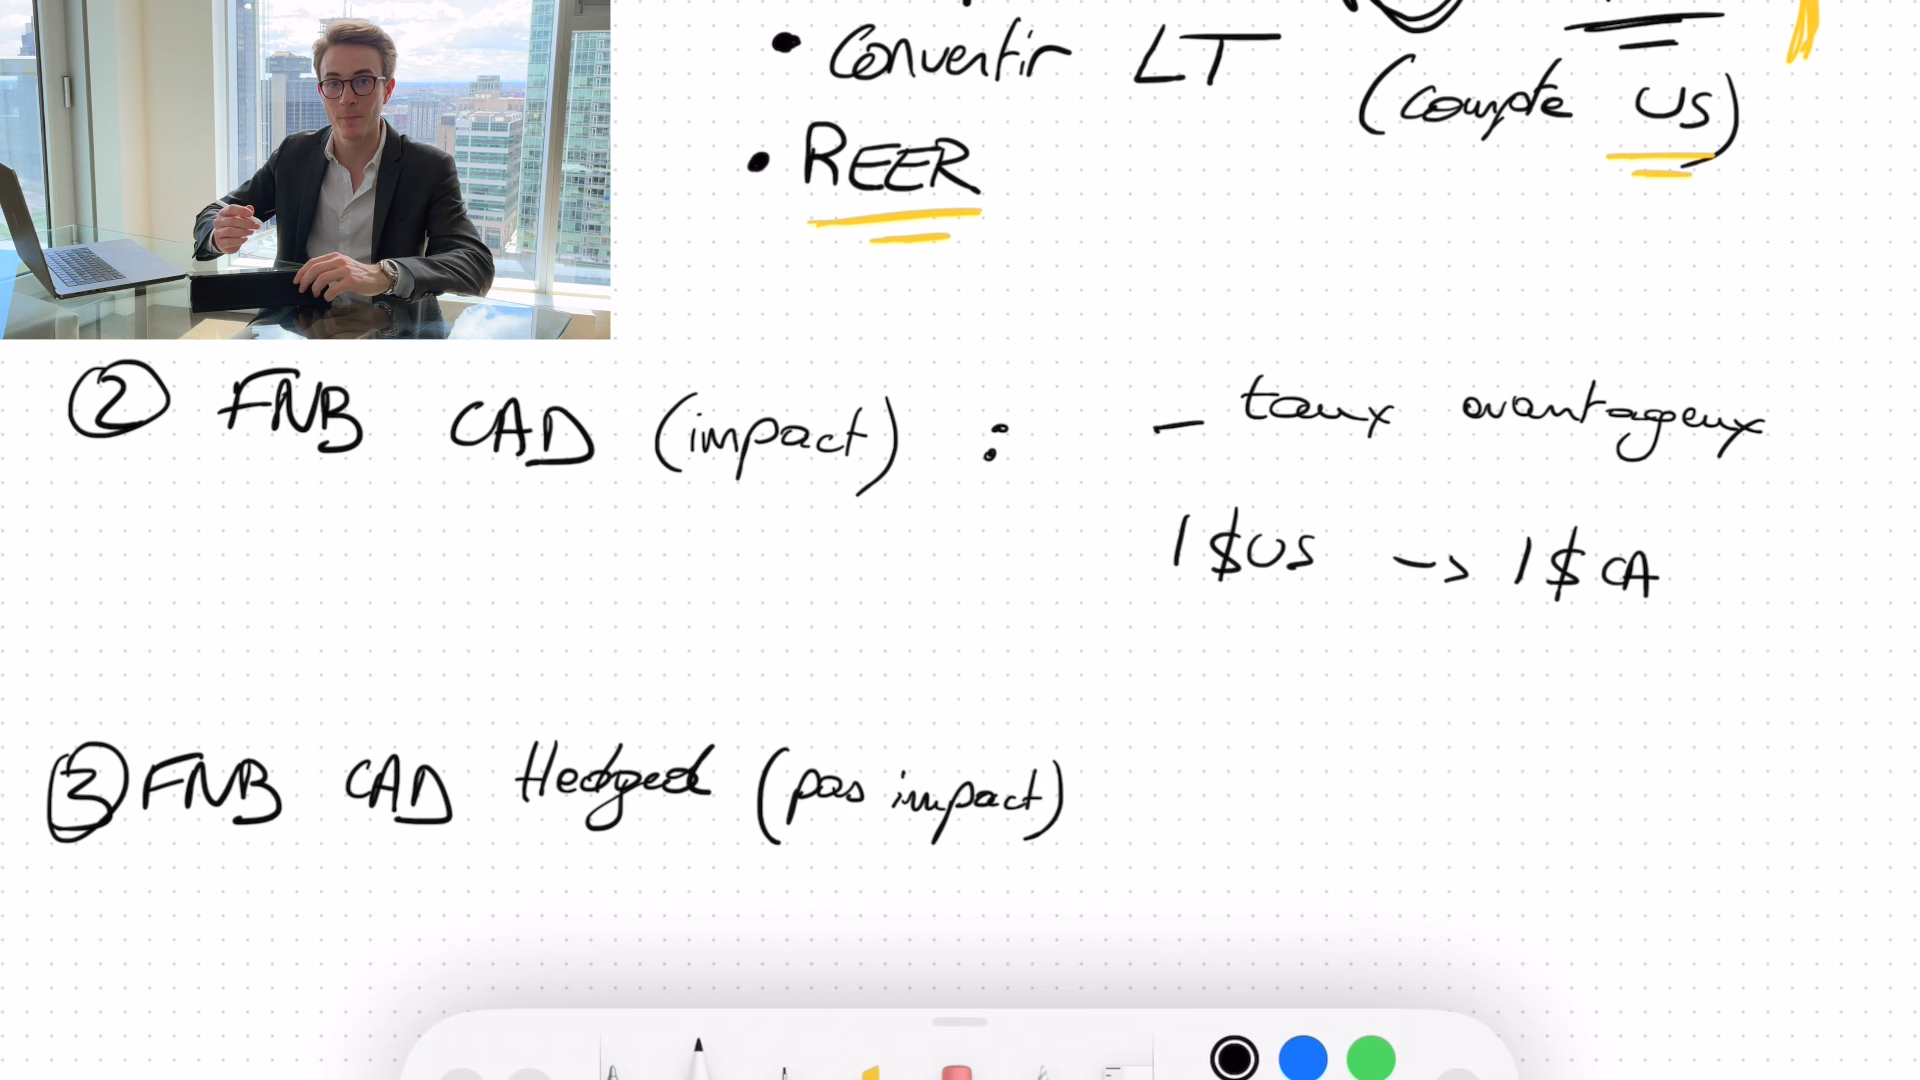 • Convertir LT
(compte US)
• REER
② FNB CAD (impact) : – taux avantageux
1 $US -> 1 $ CA
③ FNB CAD Hedged (pas impact)